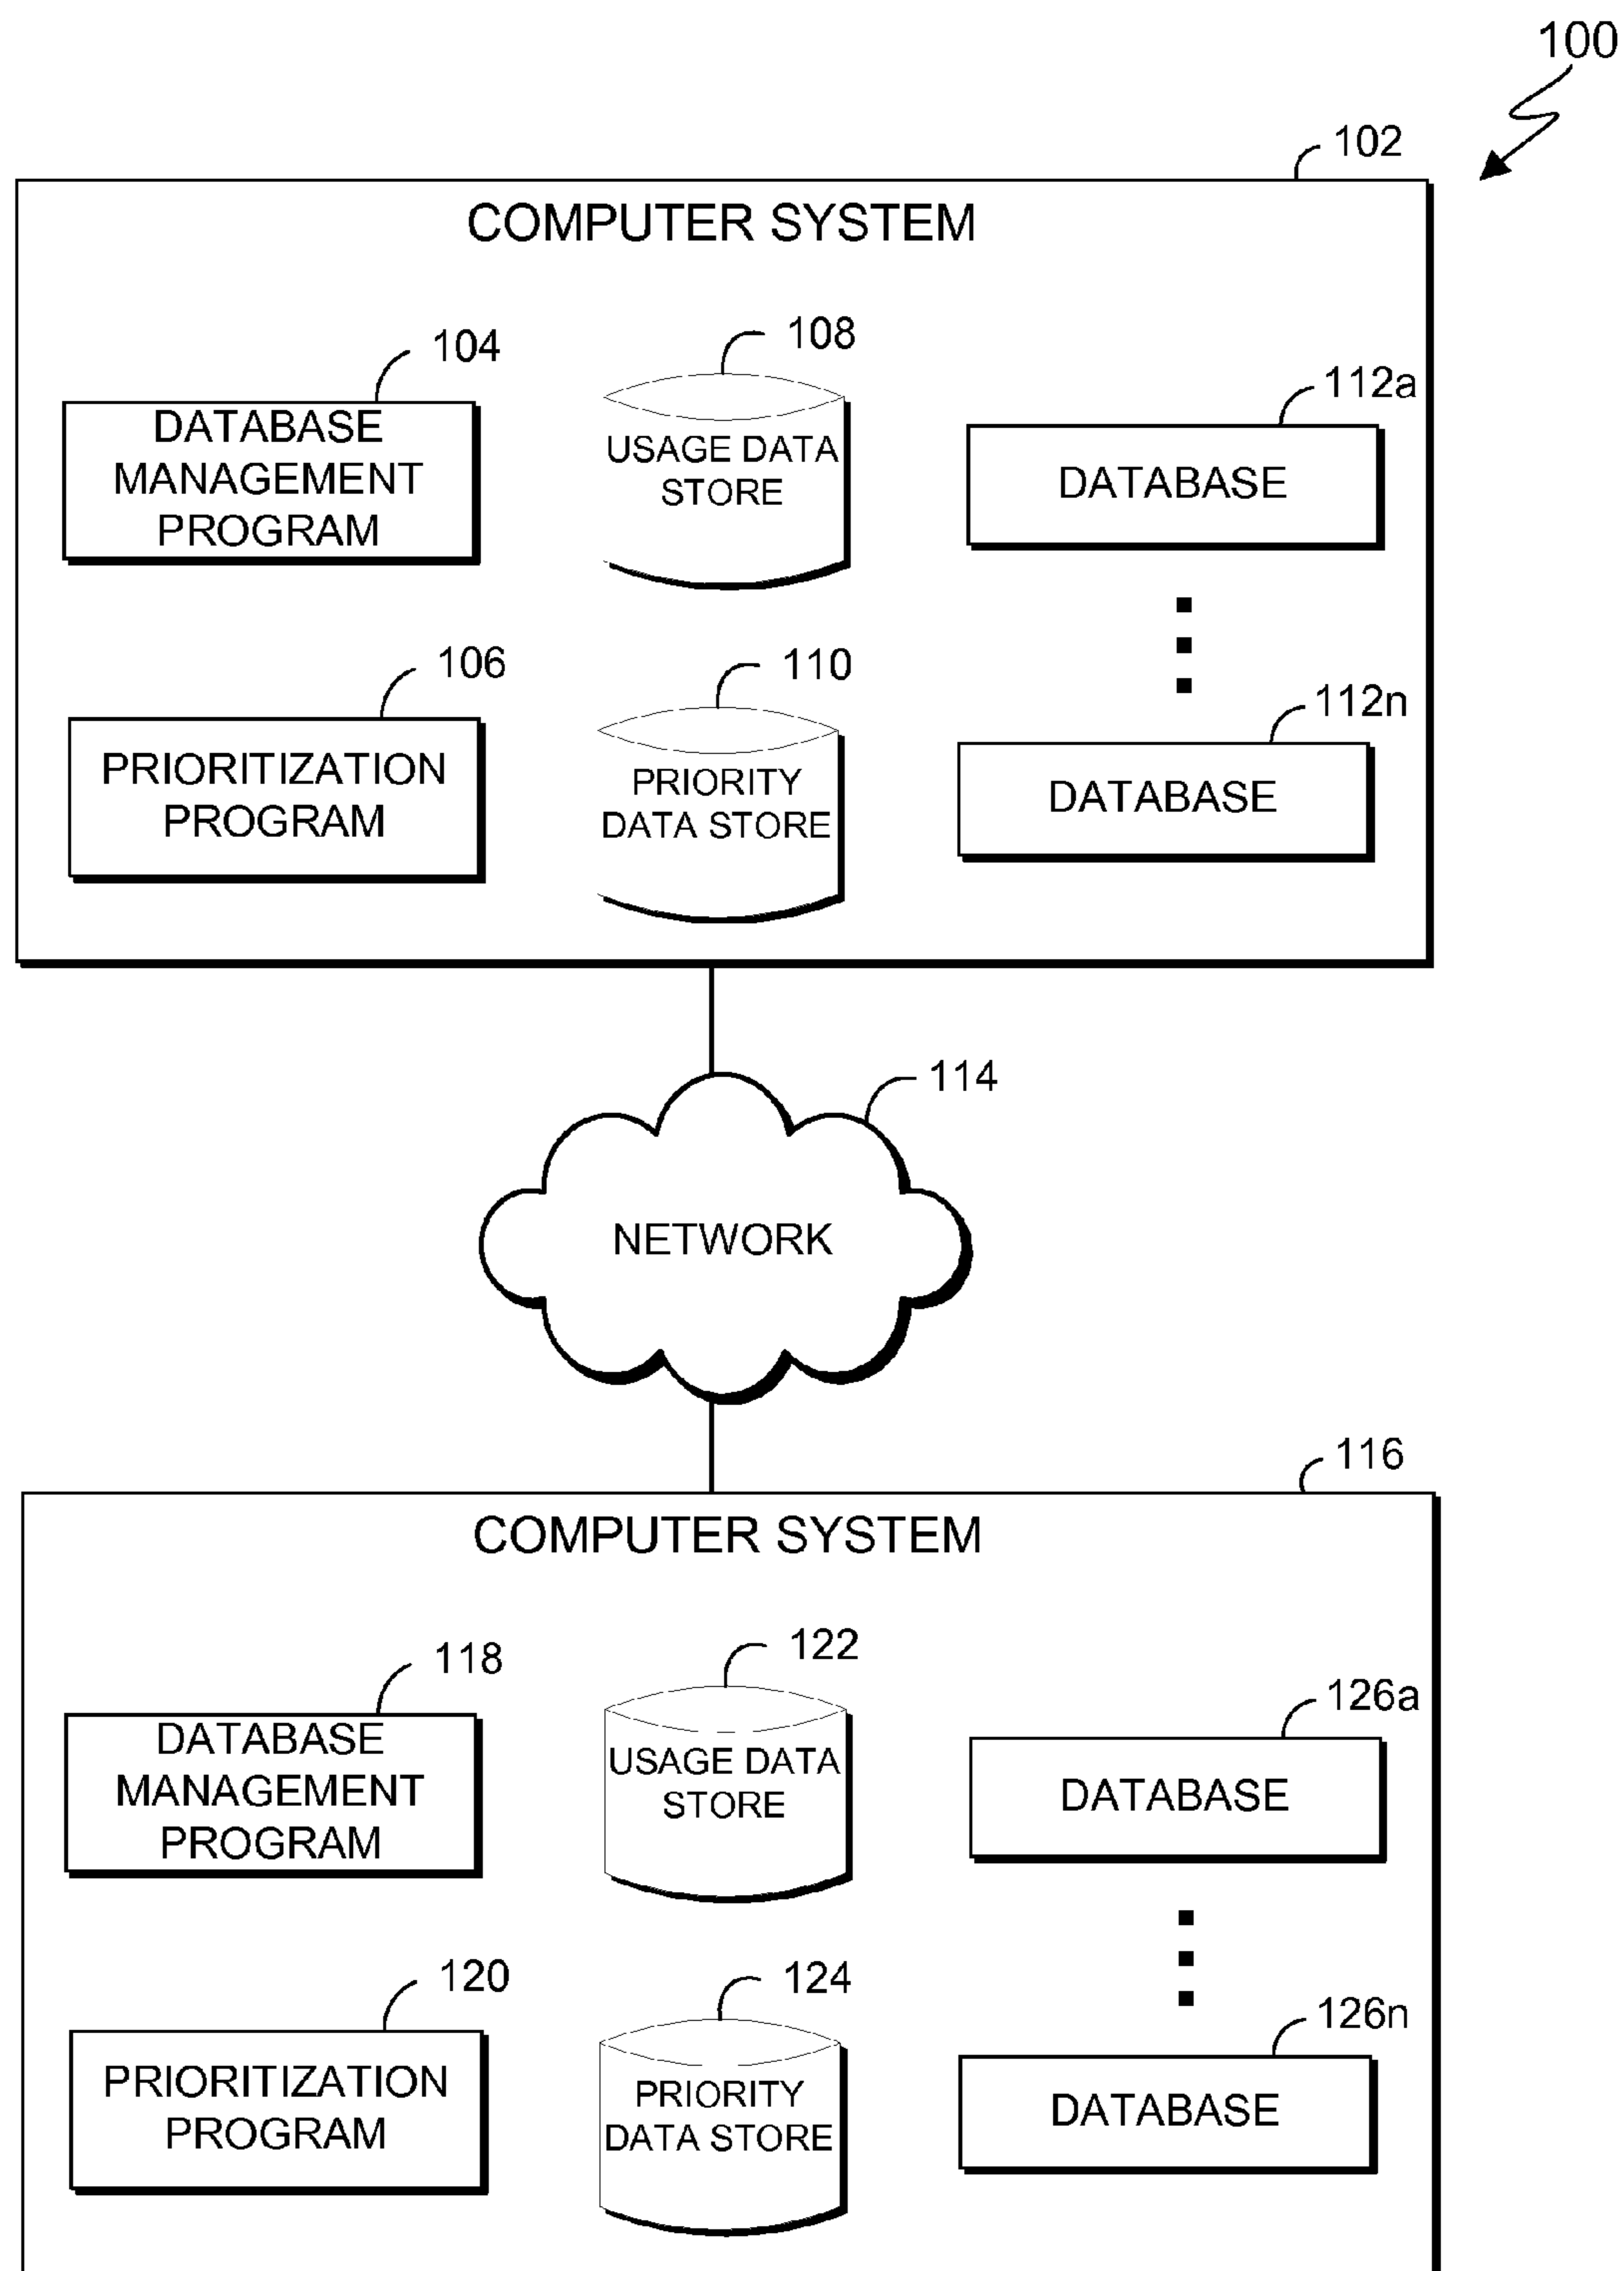 100
102
COMPUTER SYSTEM
104
DATABASE
MANAGEMENT
PROGRAM
108
USAGE DATA
STORE
112a
DATABASE
106
PRIORITIZATION
PROGRAM
110
PRIORITY
DATA STORE
112n
DATABASE
114
NETWORK
116
COMPUTER SYSTEM
118
DATABASE
MANAGEMENT
PROGRAM
122
USAGE DATA
STORE
126a
DATABASE
120
PRIORITIZATION
PROGRAM
124
PRIORITY
DATA STORE
126n
DATABASE